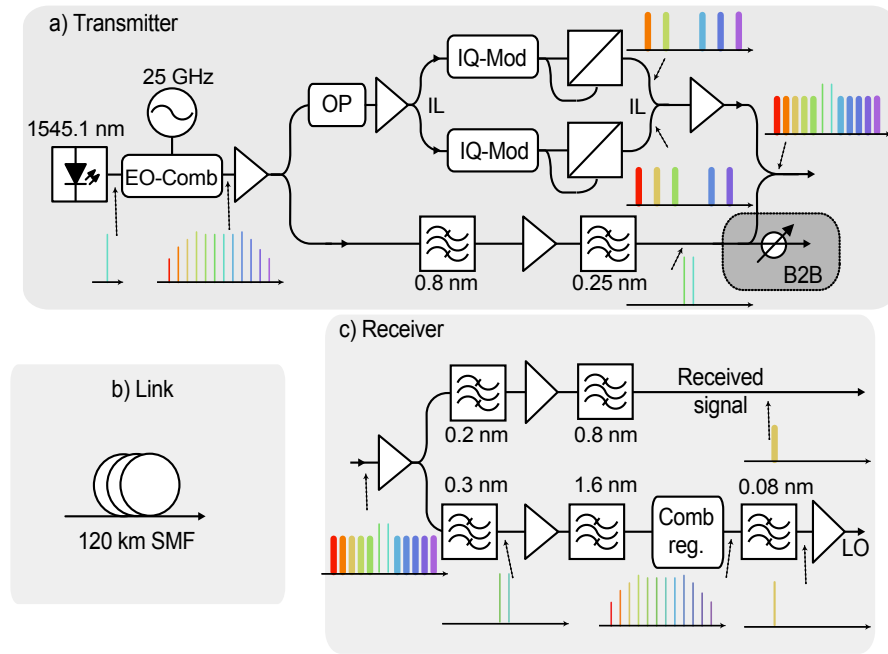 a) Transmitter
25 GHz
1545.1 nm
EO-Comb
OP
IL
IQ-Mod
IQ-Mod
IL
0.8 nm
0.25 nm
B2B
b) Link
120 km SMF
c) Receiver
0.2 nm
0.8 nm
Received
signal
0.3 nm
1.6 nm
Comb
reg.
0.08 nm
LO